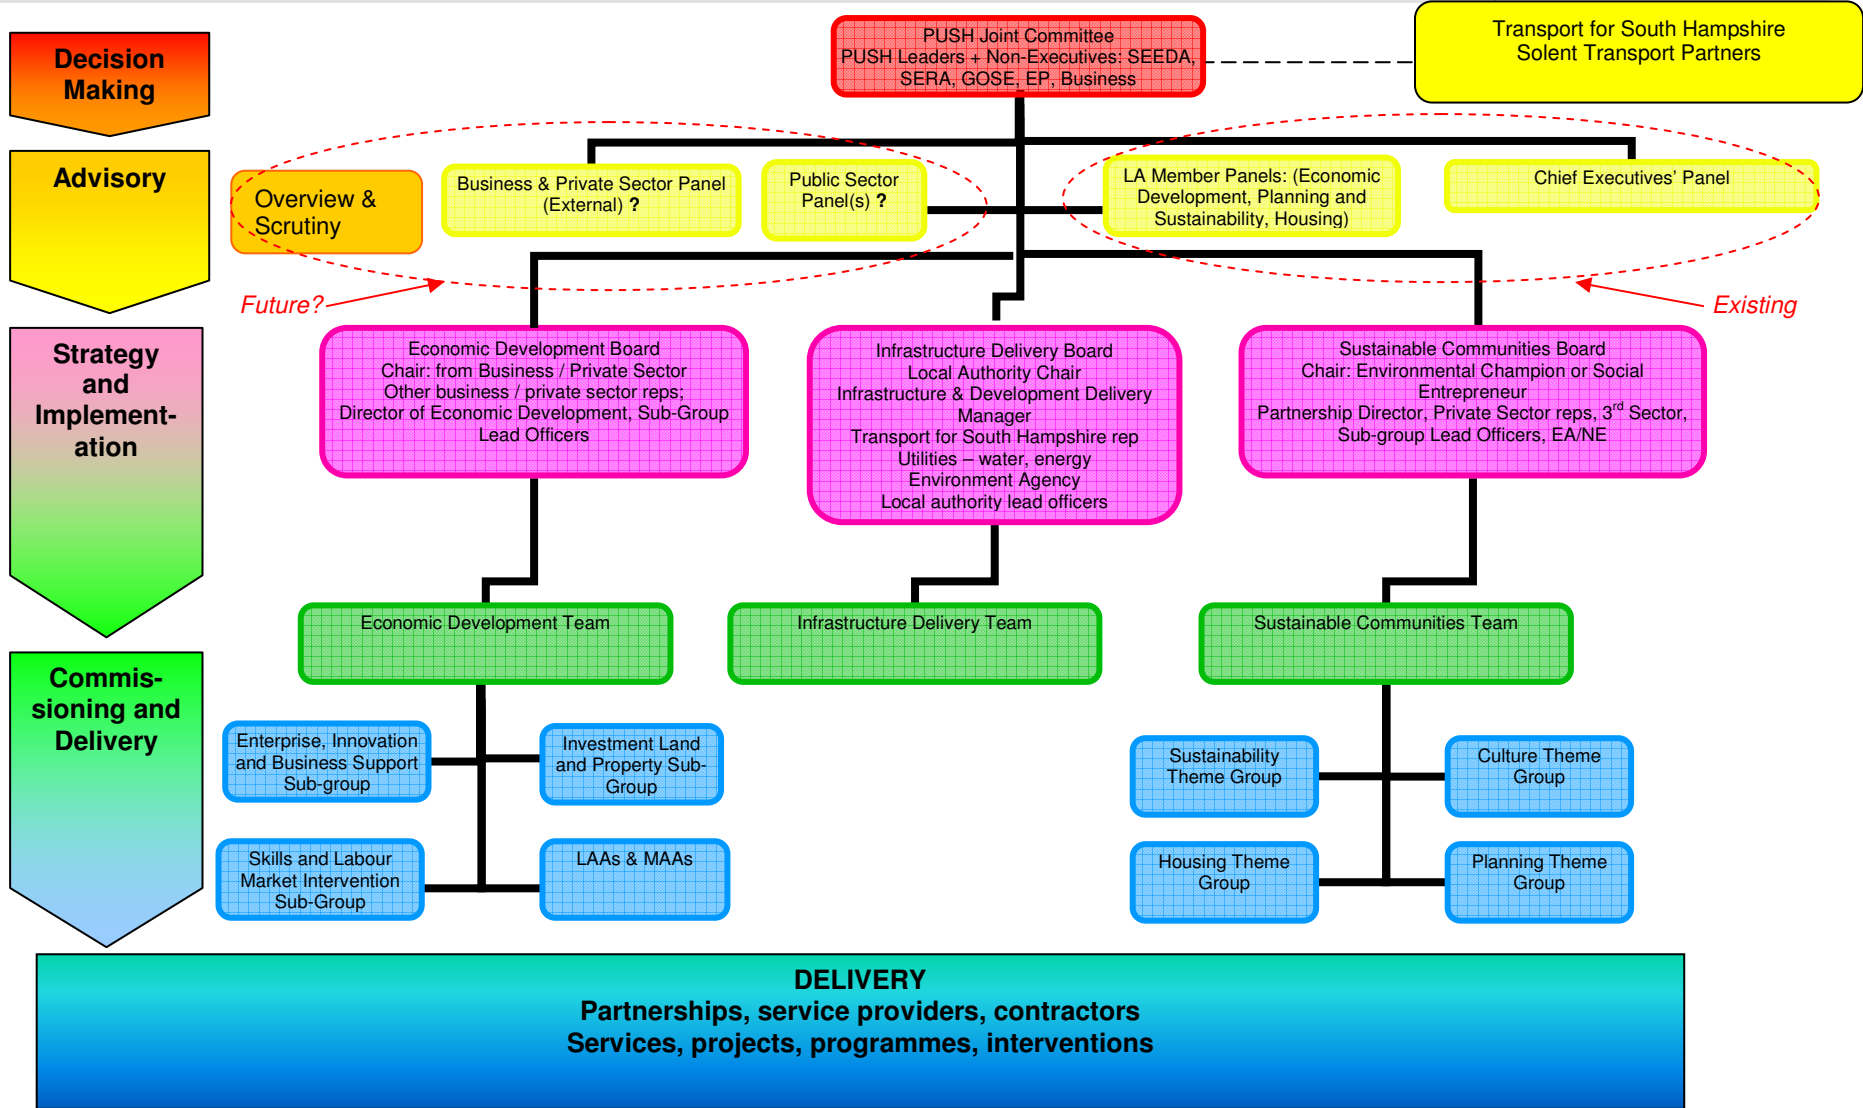 Decision
Making
PUSH Joint Committee
PUSH Leaders + Non-Executives: SEEDA,
SERA, GOSE, EP, Business
Transport for South Hampshire
Solent Transport Partners
Advisory
Overview &
Scrutiny
Business & Private Sector Panel
(External) ?
Public Sector
Panel(s) ?
LA Member Panels: (Economic
Development, Planning and
Sustainability, Housing)
Chief Executives' Panel
Future?
Existing
Strategy
and
Implement-
ation
Economic Development Board
Chair: from Business / Private Sector
Other business / private sector reps;
Director of Economic Development, Sub-Group
Lead Officers
Infrastructure Delivery Board
Local Authority Chair
Infrastructure & Development Delivery
Manager
Transport for South Hampshire rep
Utilities – water, energy
Environment Agency
Local authority lead officers
Sustainable Communities Board
Chair: Environmental Champion or Social
Entrepreneur
Partnership Director, Private Sector reps, 3rd Sector,
Sub-group Lead Officers, EA/NE
Economic Development Team
Infrastructure Delivery Team
Sustainable Communities Team
Commis-
sioning and
Delivery
Enterprise, Innovation
and Business Support
Sub-group
Investment Land
and Property Sub-
Group
Sustainability
Theme Group
Culture Theme
Group
Skills and Labour
Market Intervention
Sub-Group
LAAs & MAAs
Housing Theme
Group
Planning Theme
Group
DELIVERY
Partnerships, service providers, contractors
Services, projects, programmes, interventions